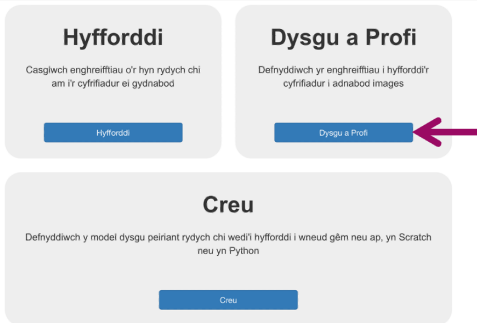 Hyfforddi
Casgiwch enghreifftiau o'r hyn rydych chi
am i'r cyfrifiadur ei gydnabod
Hyfforddi
Dysgu a Profi
Defnyddiwch yr enghreifftiau i hyfforddi'r
cyfrifiadur i adnabod images
Dysgu a Profi
Creu
Defnyddiwch y model dysgu peiriant rydych chi wedi'i hyfforddi i wneud gêm neu ap, yn Scratch
neu yn Python
Creu